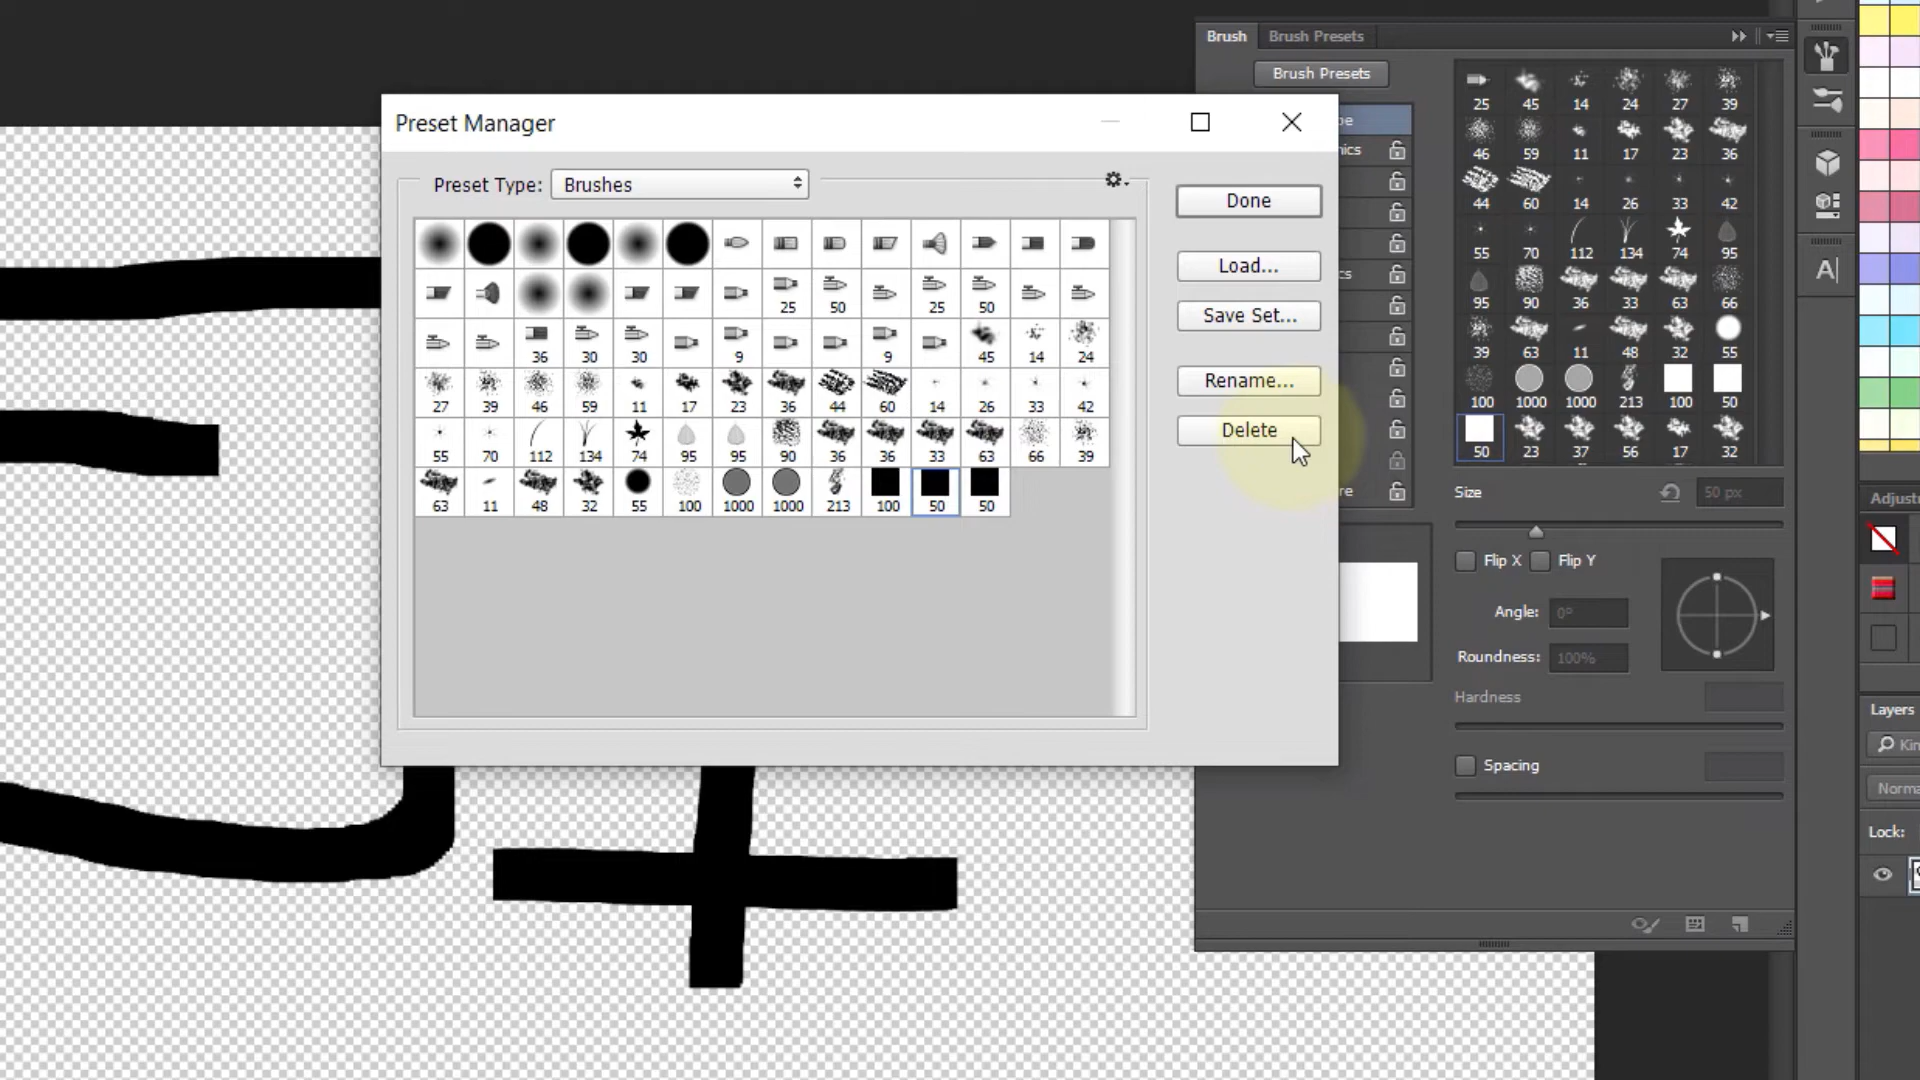 Brush Brush Presets
Brush Presets
Preset Manager
Preset Type: Brushes
Done
Load...
Save Set...
Rename...
Delete
25 50 25 50
36 30 30 9 9 45 14 24
27 39 46 59 11 17 23 36 44 60 14 26 33 42
55 70 112 134 74 95 95 90 36 36 33 63 66 39
63 11 48 32 55 100 1000 1000 213 100 50 50
25 45 14 24 27 39
46 59 11 17 23 36
44 60 14 26 33 42
55 70 112 134 74 95
95 90 36 33 63 66
39 63 11 48 32 55
100 1000 1000 213 100 50
50 23 37 56 17 32
Size 50 px
Flip X Flip Y
Angle: 0°
Roundness: 100%
Hardness
Spacing
A
Layers
Lock: